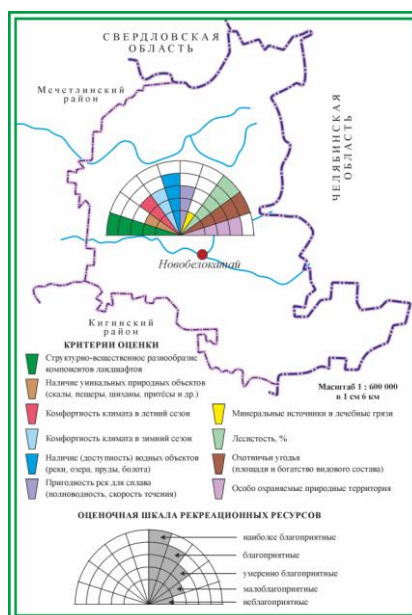 СВЕРДЛОВСКАЯ
ОБЛАСТЬ
Мечетлинский
район
ЧЕЛЯБИНСКАЯ
ОБЛАСТЬ
Новобелокатай
Кигинский
район
КРИТЕРИИ ОЦЕНКИ
Структурно-вещественное разнообразие
компонентов ландшафтов
Наличие уникальных природных объектов
(скалы, пещеры, шиханы, притёсы и др.)
Комфортность климата в летний сезон
Комфортность климата в зимний сезон
Наличие (доступность) водных объектов
(реки, озера, пруды, болота)
Пригодность рек для сплава
(полноводность, скорость течения)
Масштаб 1 : 600 000
в 1 см 6 км
Минеральные источники и лечебные грязи
Лесистость, %
Охотничьи угодья
(площади и богатство видового состава)
Особо охраняемые природные территория
ОЦЕНОЧНАЯ ШКАЛА РЕКРЕАЦИОННЫХ РЕСУРСОВ
наиболее благоприятные
благоприятные
умеренно благоприятные
малоблагоприятные
неблагоприятные